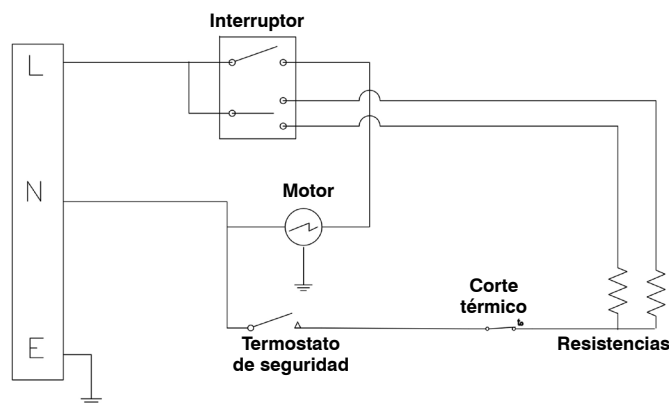 Interruptor
L
N
Motor
Corte
térmico
E
Termostato
de seguridad
Resistencias